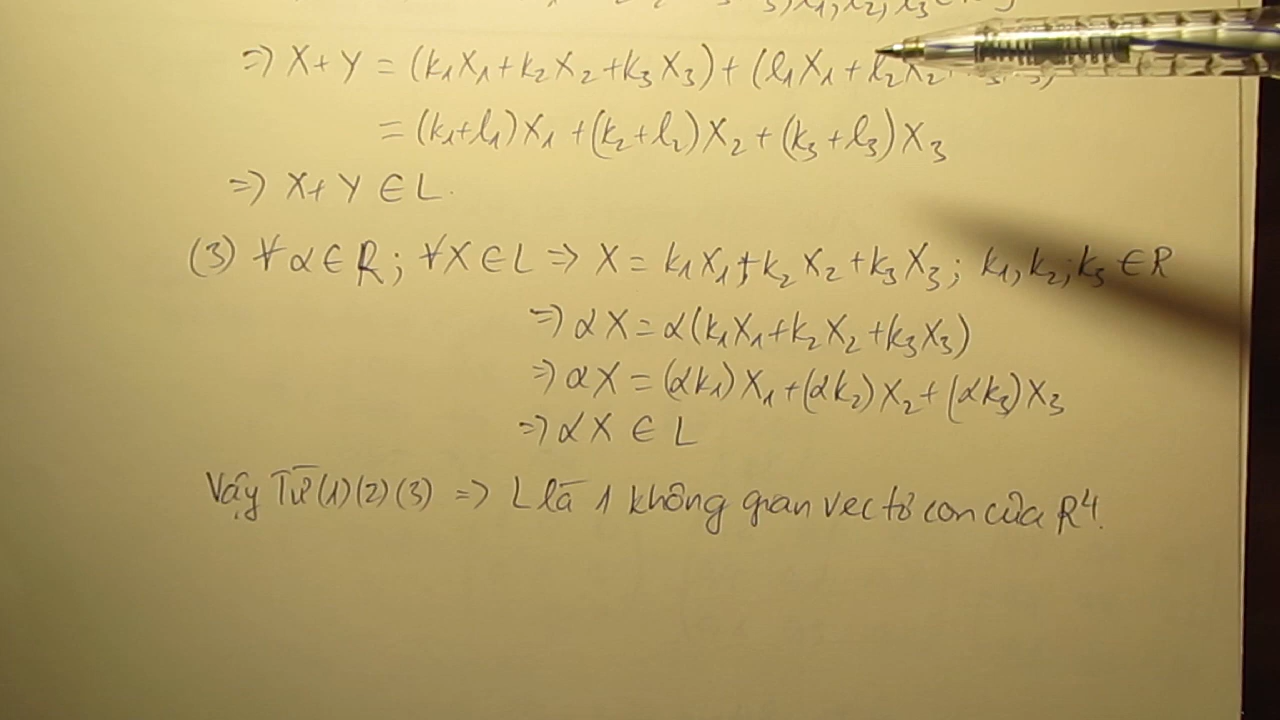 => X+Y = (k₁X₁+k₂X₂+k₃X₃)+(l₁X₁+l₂X₂
= (k₁+l₁)X₁+(k₂+l₂)X₂+(k₃+l₃)X₃
=> X+Y ∈ L.
(3) ∀α∈R; ∀X∈L => X = k₁X₁+k₂X₂+k₃X₃; k₁,k₂,k₃ ∈R
=> αX = α(k₁X₁+k₂X₂+k₃X₃)
=> αX = (αk₁)X₁+(αk₂)X₂+(αk₃)X₃
=> αX ∈ L
Vậy Từ (1)(2)(3) => L là 1 không gian vectơ con của R⁴.